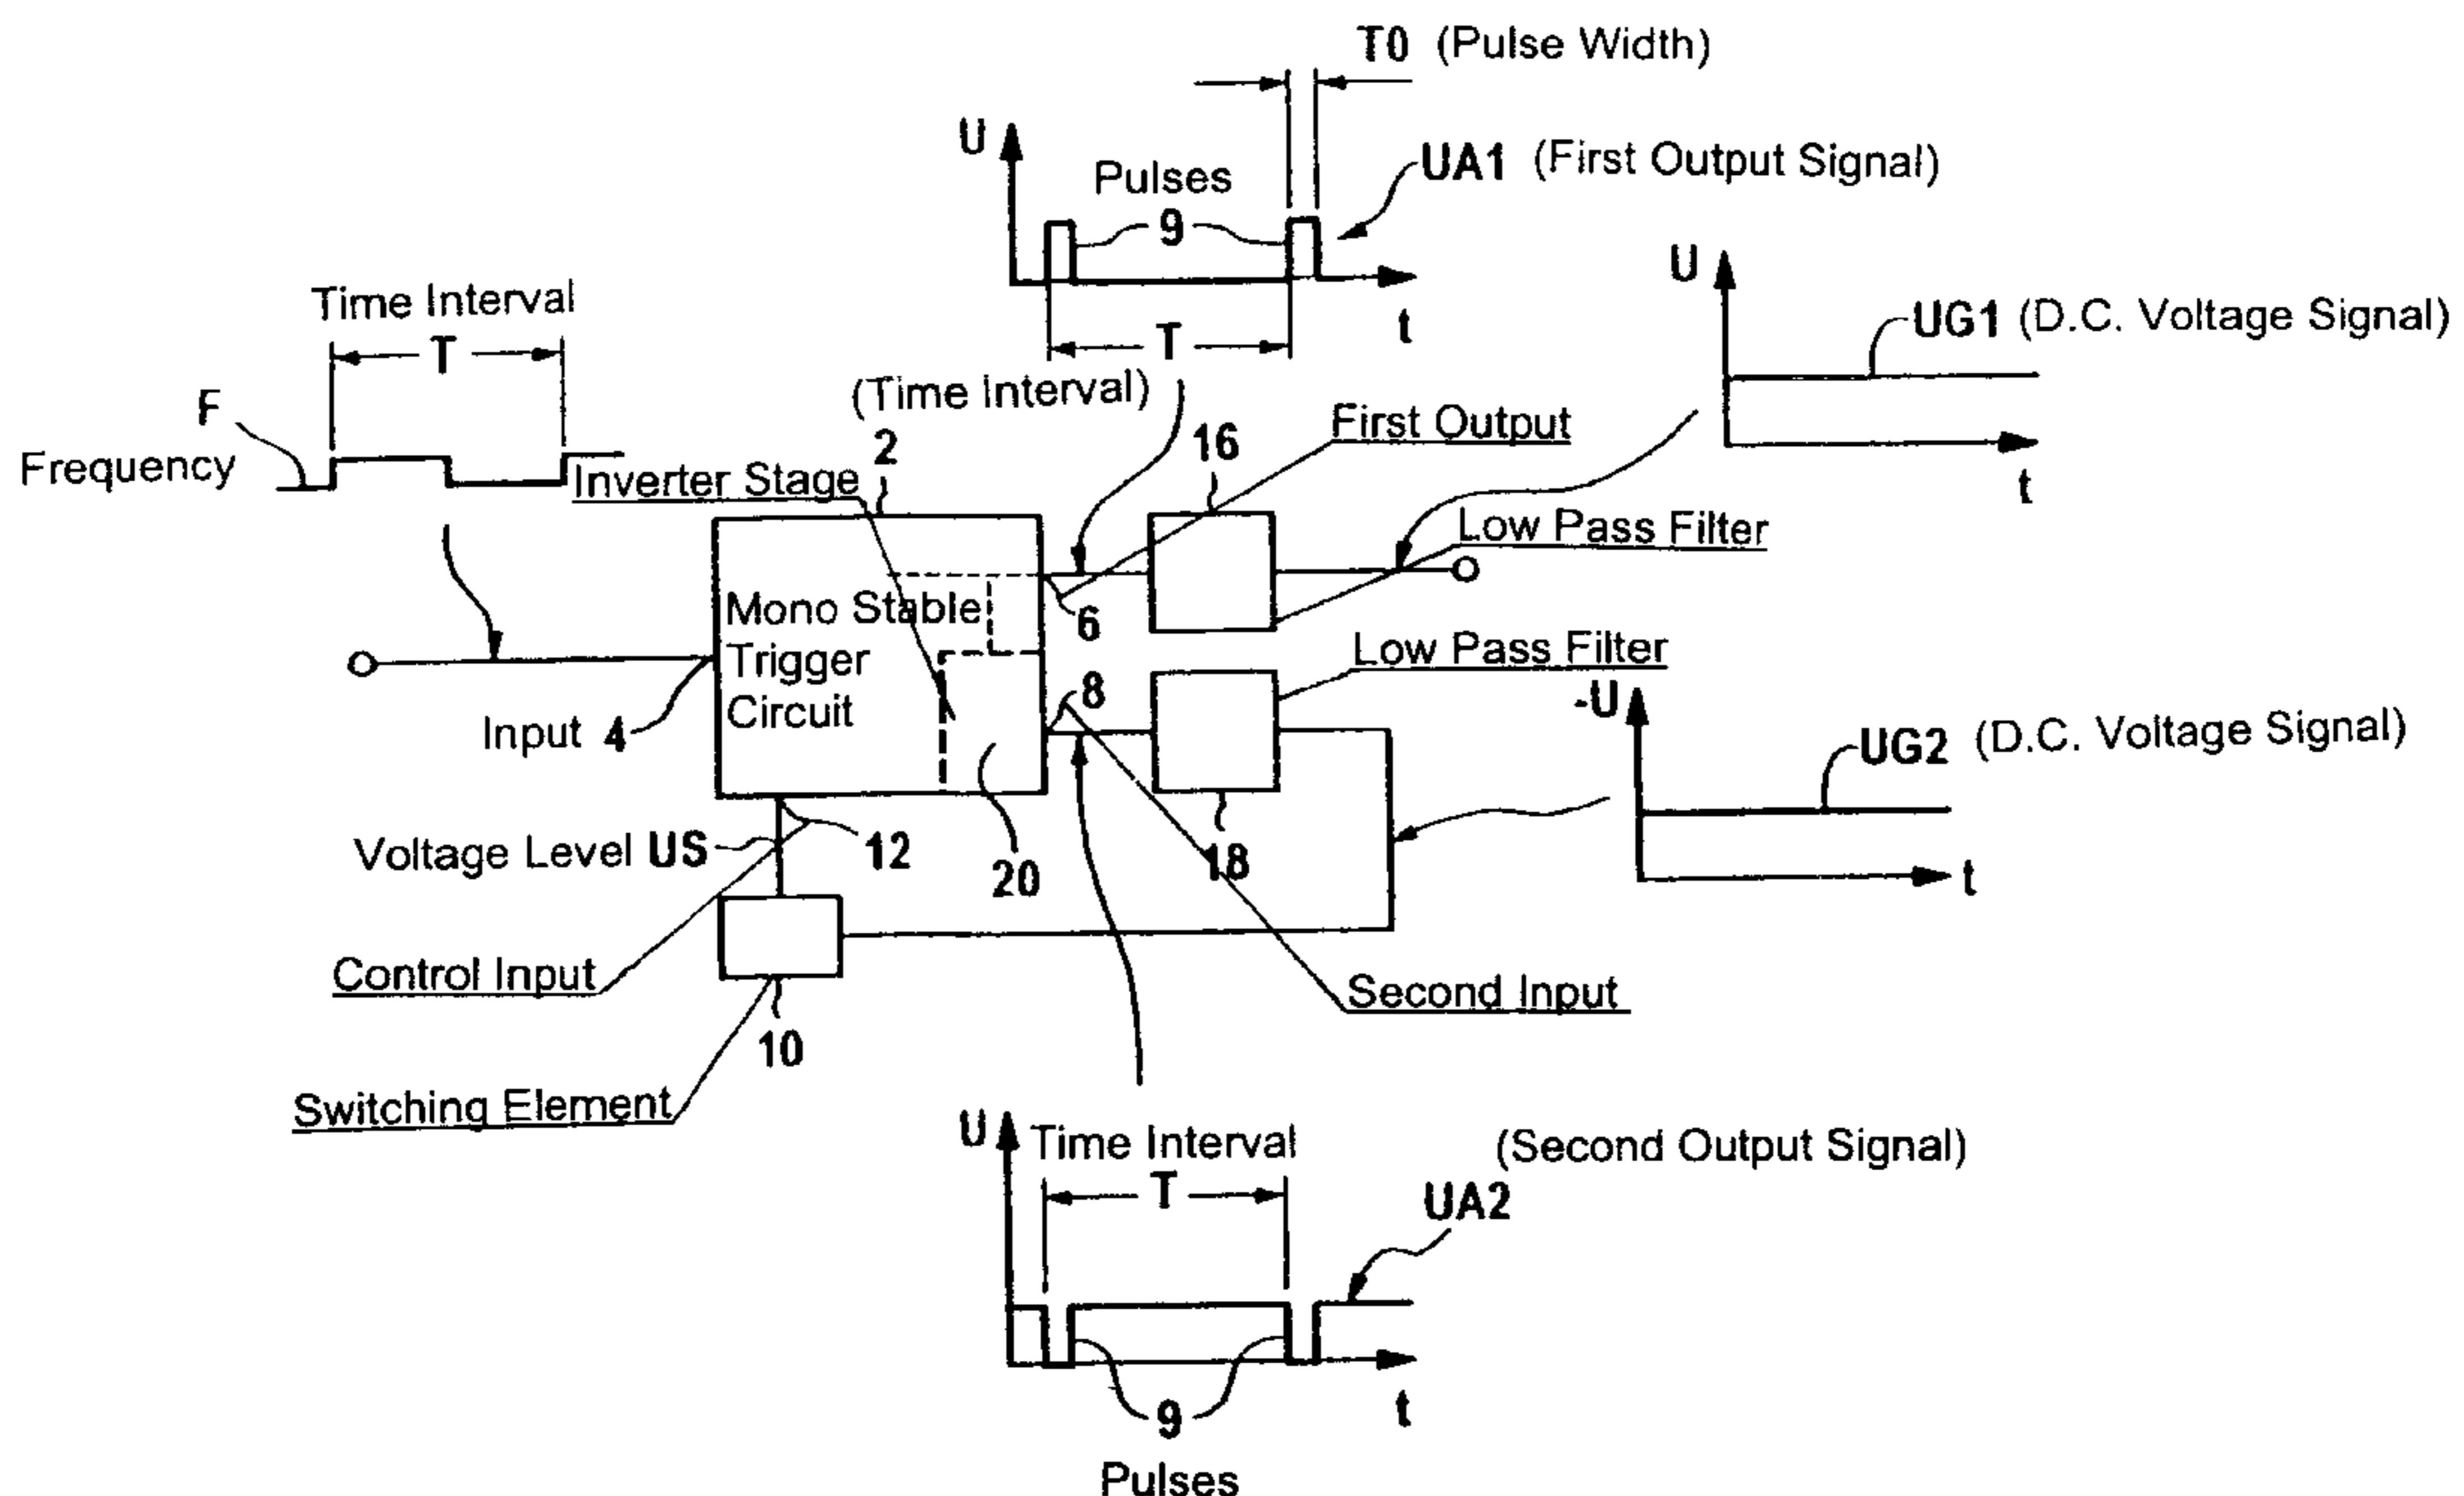 T0 (Pulse Width)
U
UA1 (First Output Signal)
Pulses
9
U
Time Interval
UG1 (D.C. Voltage Signal)
t
T
T
(Time Interval)
F
First Output
2
16
Frequency
Inverter Stage
t
Low Pass Filter
Mono Stable
Trigger
Circuit
6
Low Pass Filter
8
-U
Input 4
UG2 (D.C. Voltage Signal)
Voltage Level US
12
20
18
t
Control Input
Second Input
10
Switching Element
U
Time Interval
(Second Output Signal)
T
UA2
9
t
Pulses